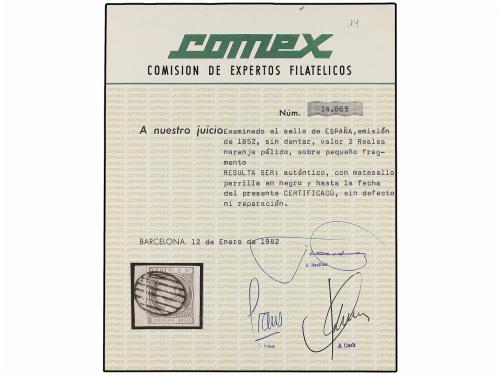 14
comex
COMISION DE EXPERTOS FILATELICOS
Núm. 14.065
A nuestro juicio Examinado el sello de ESPAÑA, emisión
de 1852, sin dentar, valor 2 Reales
naranja pálido, sobre pequeño frag-
mento
RESULTA SER: auténtico, con matasello
parrilla en negro y hasta la fecha
del presente CERTIFICADO, sin defecto
ni reparación.
BARCELONA 12 de Enero de 1982